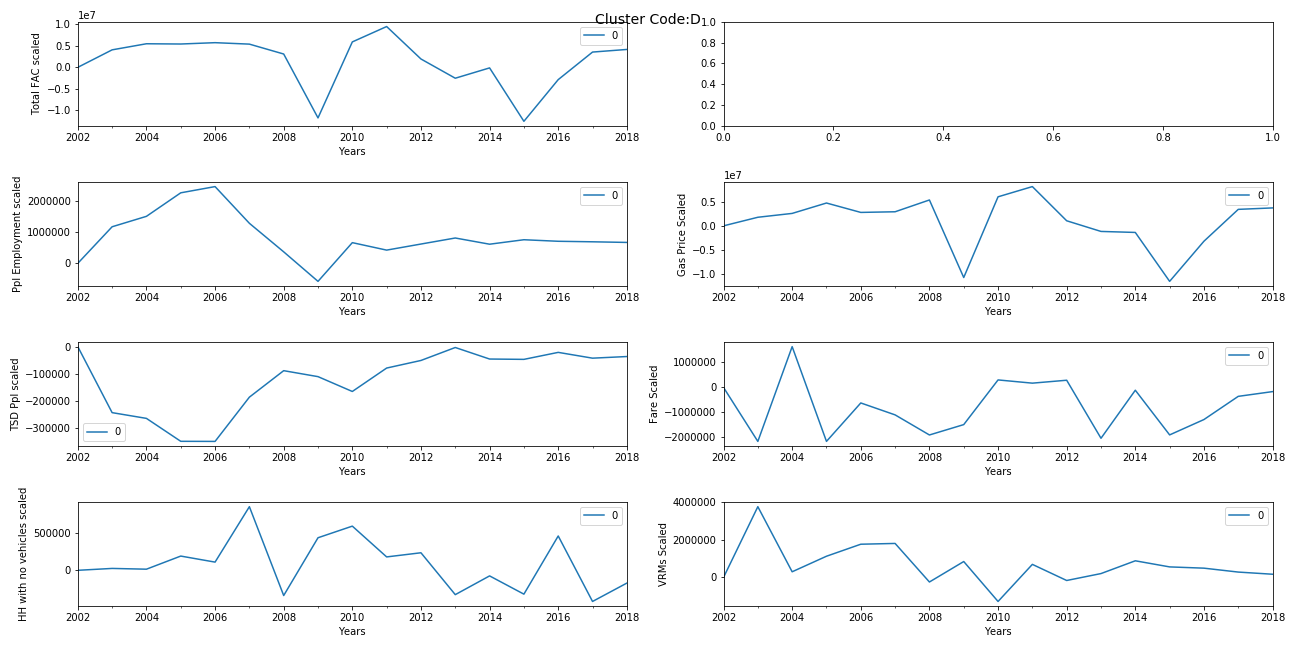 Cluster Code:D
1e7
1.0
0.5
0.0
−0.5
−1.0
Total FAC scaled
0
2002 2004 2006 2008 2010 2012 2014 2016 2018
Years
1.0
0.8
0.6
0.4
0.2
0.0
0.0 0.2 0.4 0.6 0.8 1.0
2000000
1000000
0
Ppl Employment scaled
0
2002 2004 2006 2008 2010 2012 2014 2016 2018
Years
1e7
0.5
0.0
−0.5
−1.0
Gas Price Scaled
0
2002 2004 2006 2008 2010 2012 2014 2016 2018
Years
0
−100000
−200000
−300000
TSD Ppl scaled
0
2002 2004 2006 2008 2010 2012 2014 2016 2018
Years
1000000
0
−1000000
−2000000
Fare Scaled
0
2002 2004 2006 2008 2010 2012 2014 2016 2018
Years
500000
0
HH with no vehicles scaled
0
2002 2004 2006 2008 2010 2012 2014 2016 2018
Years
4000000
2000000
0
VRMs Scaled
0
2002 2004 2006 2008 2010 2012 2014 2016 2018
Years